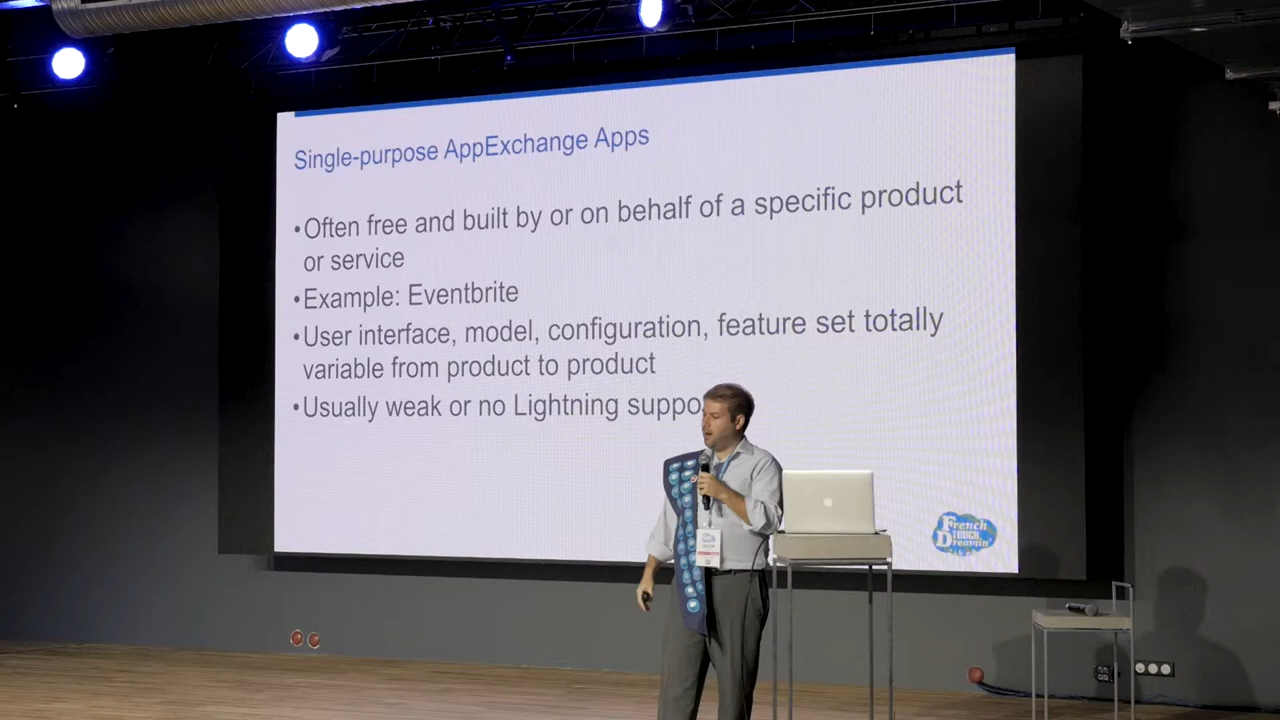 Single-purpose AppExchange Apps
•Often free and built by or on behalf of a specific product
or service
•Example: Eventbrite
•User interface, model, configuration, feature set totally
variable from product to product
•Usually weak or no Lightning suppo
French
TOUCH
Dreamin'